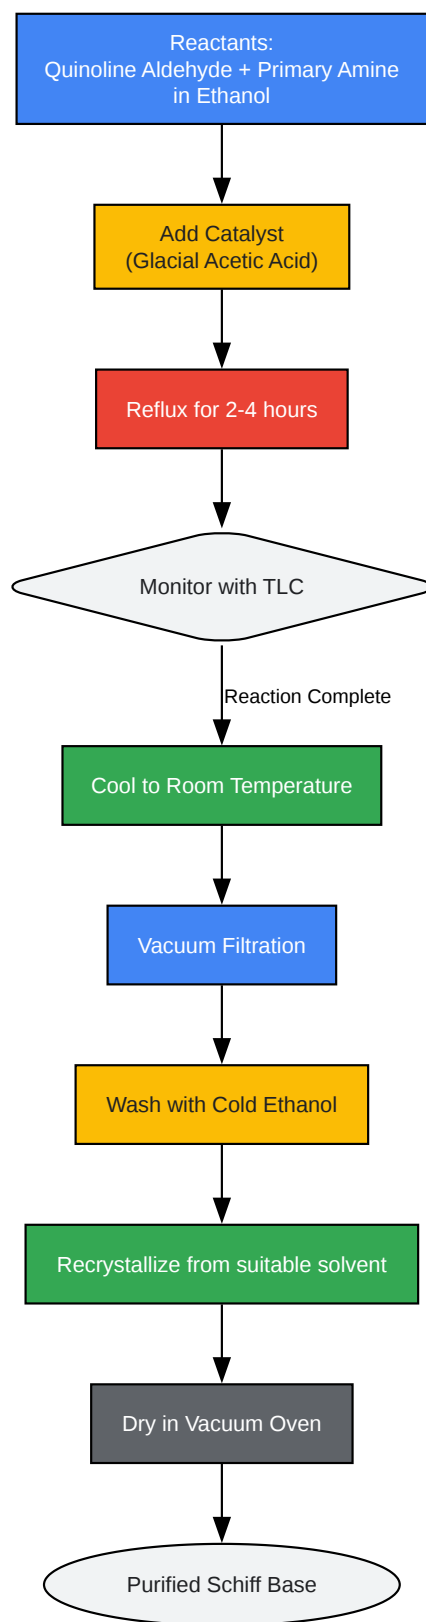 Reactants:
Quinoline Aldehyde + Primary Amine
in Ethanol
Add Catalyst
(Glacial Acetic Acid)
Reflux for 2-4 hours
Monitor with TLC
Reaction Complete
Cool to Room Temperature
Vacuum Filtration
Wash with Cold Ethanol
Recrystallize from suitable solvent
Dry in Vacuum Oven
Purified Schiff Base